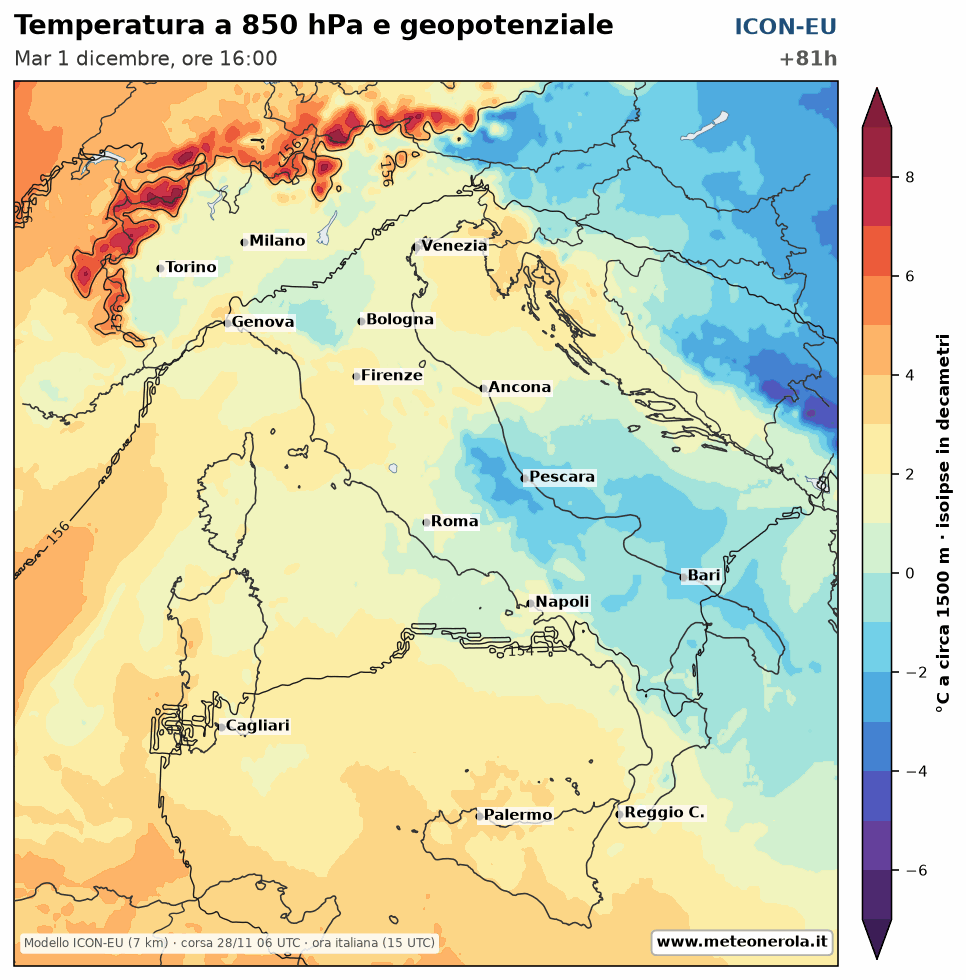 Temperatura a 850 hPa e geopotenziale
ICON-EU
Mar 1 dicembre, ore 16:00
+81h
156
156
156
156
Milano
Venezia
Torino
Genova
Bologna
Firenze
Ancona
Pescara
156
Roma
Bari
Napoli
154
Cagliari
Palermo
Reggio C.
Modello ICON-EU (7 km) · corsa 28/11 06 UTC · ora italiana (15 UTC)
www.meteonerola.it
8
6
4
2
0
−2
−4
−6
°C a circa 1500 m · isoipse in decametri